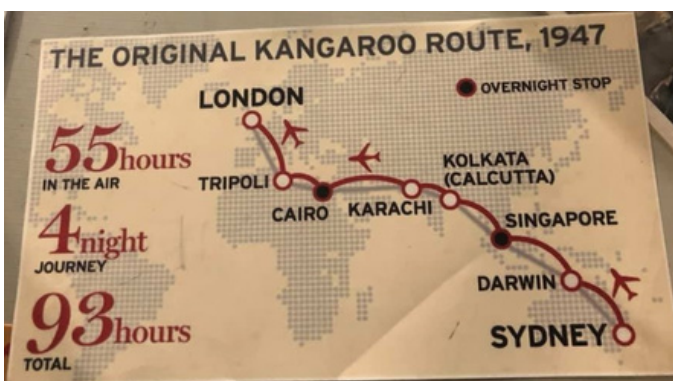 THE ORIGINAL KANGAROO ROUTE, 1947
OVERNIGHT STOP
LONDON
55hours
IN THE AIR
4night
JOURNEY
93hours
TOTAL
TRIPOLI
CAIRO
KARACHI
KOLKATA
(CALCUTTA)
SINGAPORE
DARWIN
SYDNEY